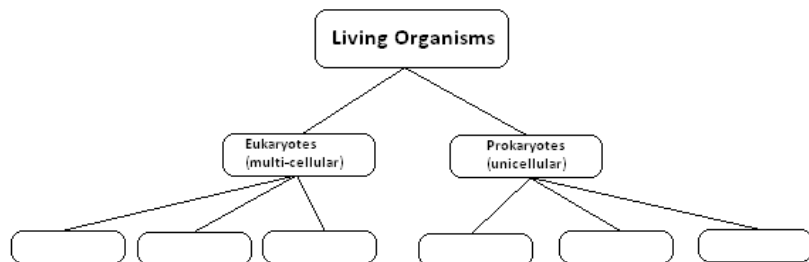 Living Organisms
Eukaryotes
(multi-cellular)
Prokaryotes
(unicellular)